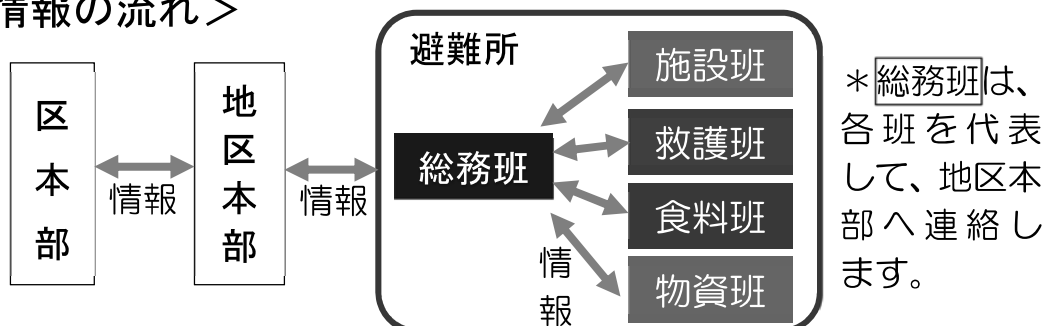 情報の流れ＞
区本部
情報
地区本部
情報
避難所
総務班
施設班
救護班
食料班
物資班
情報
＊総務班は、
各班を代表
して、地区本
部へ連絡し
ます。